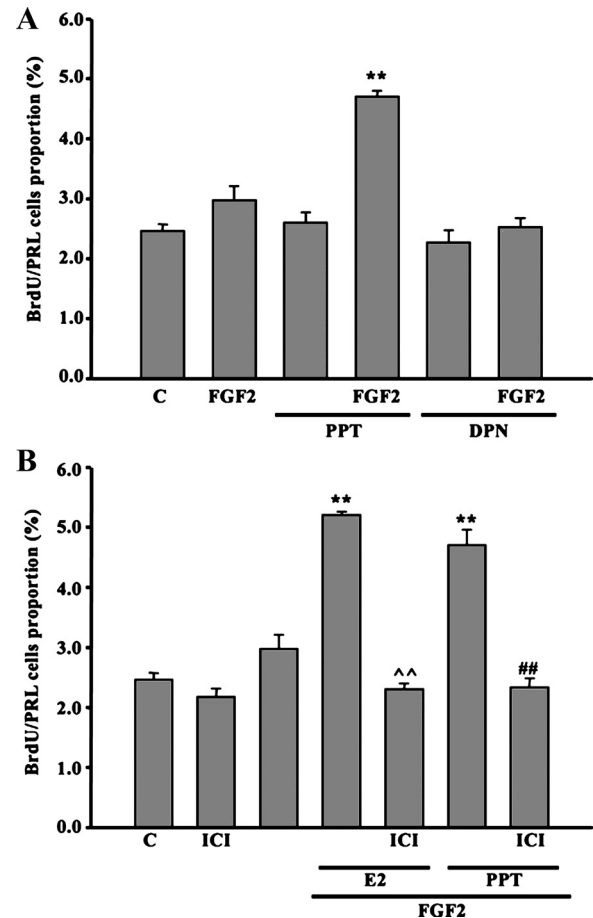 A
BrdU/PRL cells proportion (%)
6.0
5.0
4.0
3.0
2.0
1.0
0.0
**
C FGF2 FGF2 FGF2
PPT DPN
B
BrdU/PRL cells proportion (%)
6.0
5.0
4.0
3.0
2.0
1.0
0.0
** ** ^^ ##
C ICI ICI ICI
E2 PPT
FGF2